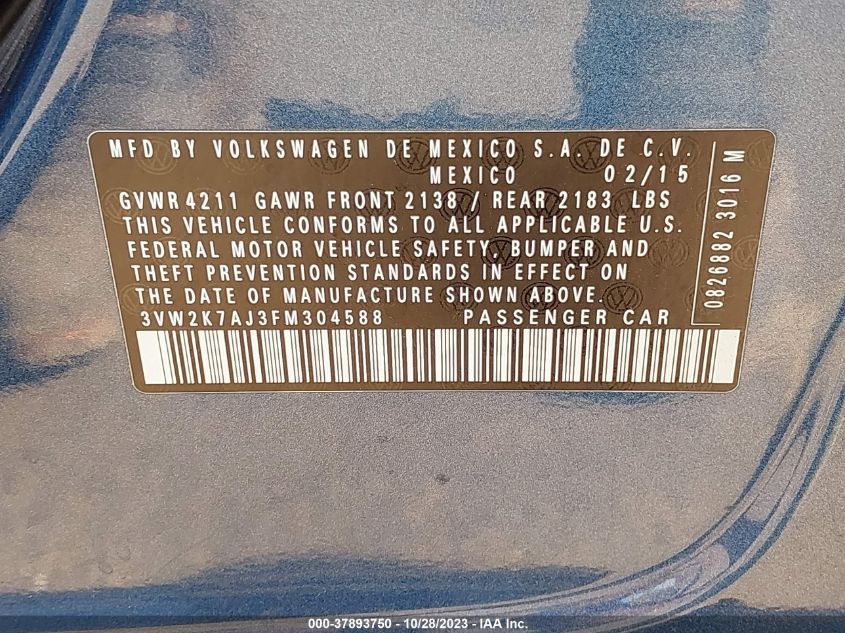 MFD BY VOLKSWAGEN DE MEXICO S.A. DE C.V.
MEXICO 02/15
GVWR 4211 GAWR FRONT 2138 / REAR 2183 LBS
THIS VEHICLE CONFORMS TO ALL APPLICABLE U.S.
FEDERAL MOTOR VEHICLE SAFETY, BUMPER AND
THEFT PREVENTION STANDARDS IN EFFECT ON
THE DATE OF MANUFACTURE SHOWN ABOVE.
3VW2K7AJ3FM304588 PASSENGER CAR
0826882 3016 M
000-37893750 | 10/28/2023 - IAA Inc.